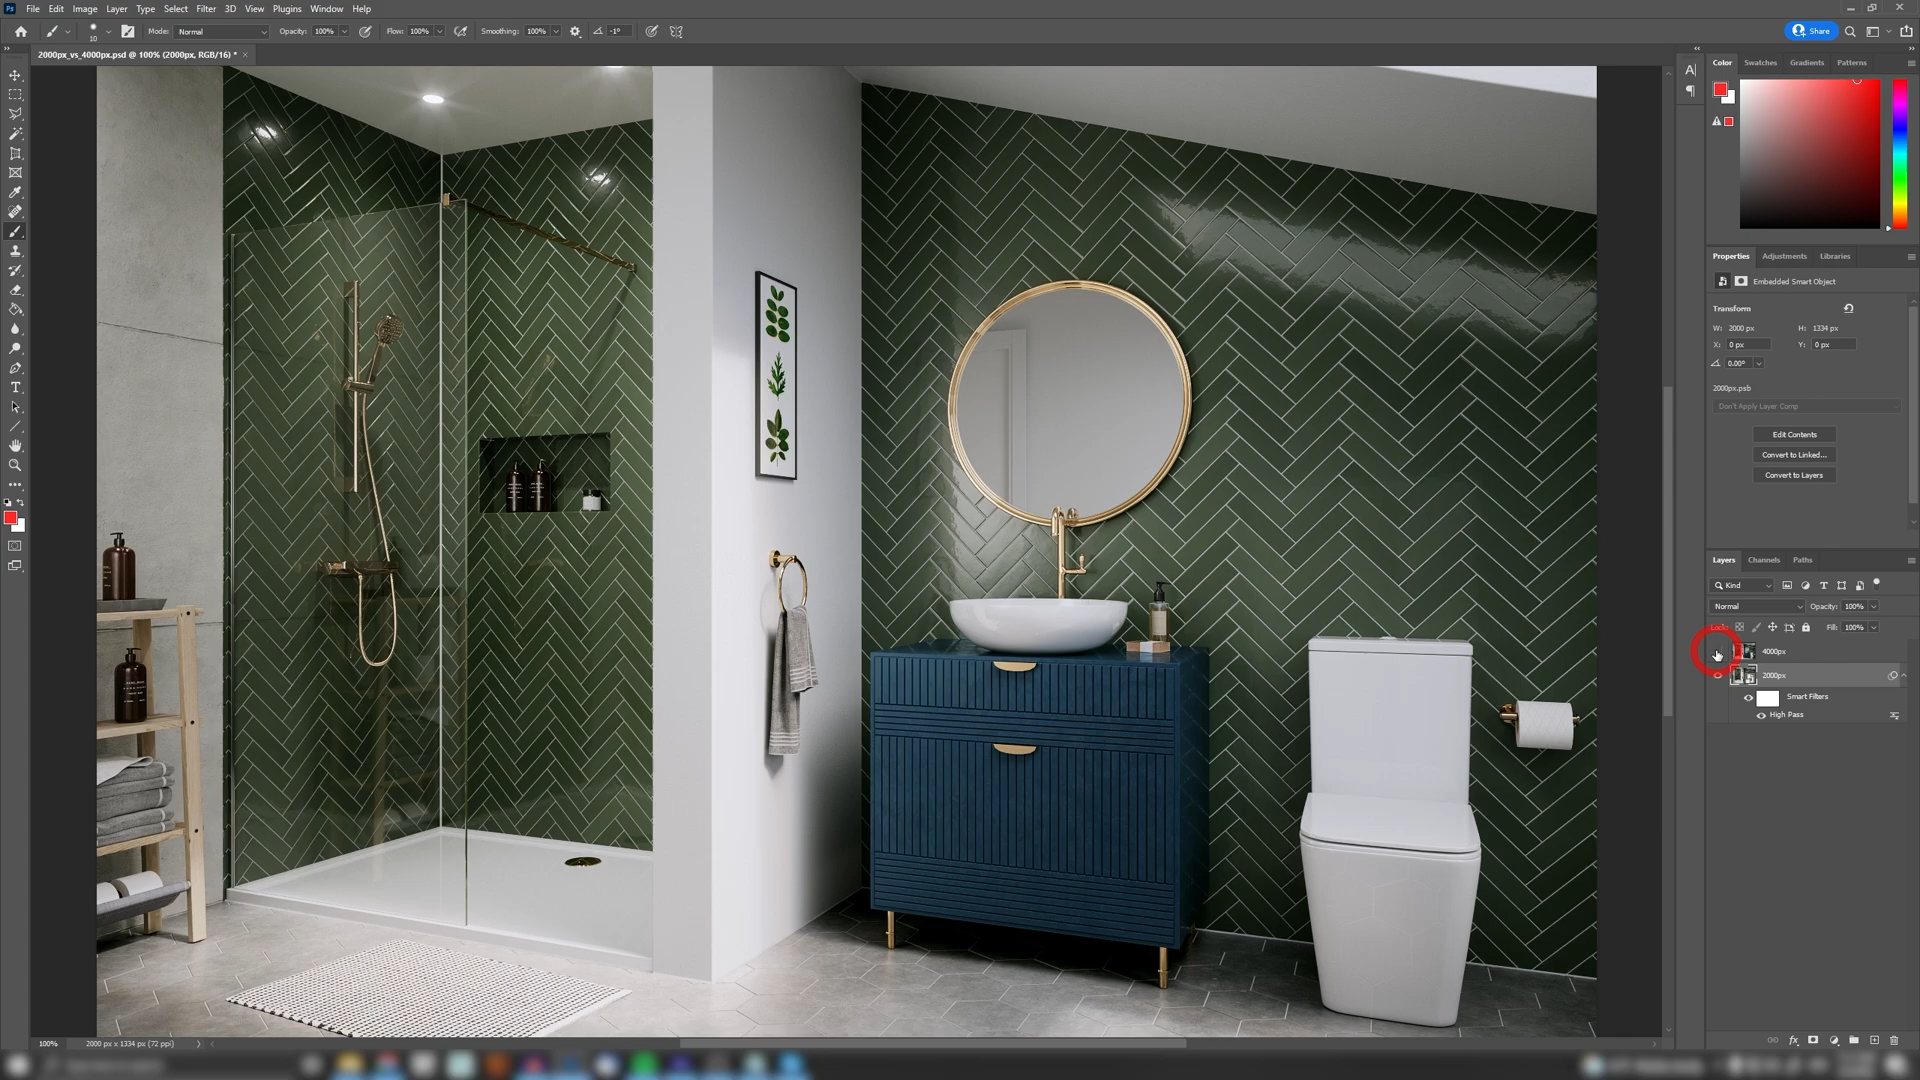 Ps File Edit Image Layer Type Select Filter 3D View Plugins Window Help
10 Mode: Normal Opacity: 100% Flow: 100% Smoothing: 100% -1° Share
2000px_vs_4000px.psd @ 100% (2000px, RGB/16) * ×
Color Swatches Gradients Patterns
Properties Adjustments Libraries
Embedded Smart Object
Transform
W: 2000 px H: 1334 px
X: 0 px Y: 0 px
0.00°
2000px.psb
Don't Apply Layer Comp
Edit Contents
Convert to Linked...
Convert to Layers
Layers Channels Paths
Kind
Normal Opacity: 100%
Lock: Fill: 100%
4000px
2000px
Smart Filters
High Pass
100% 2000 px x 1334 px (72 ppi)